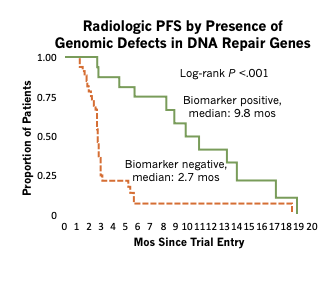 Radiologic PFS by Presence of
Genomic Defects in DNA Repair Genes
1.00
0.75
0.50
0.25
0
Proportion of Patients
Log-rank P <.001
Biomarker positive,
median: 9.8 mos
Biomarker negative,
median: 2.7 mos
0 1 2 3 4 5 6 7 8 9 10 11 12 13 14 15 16 17 18 19 20
Mos Since Trial Entry